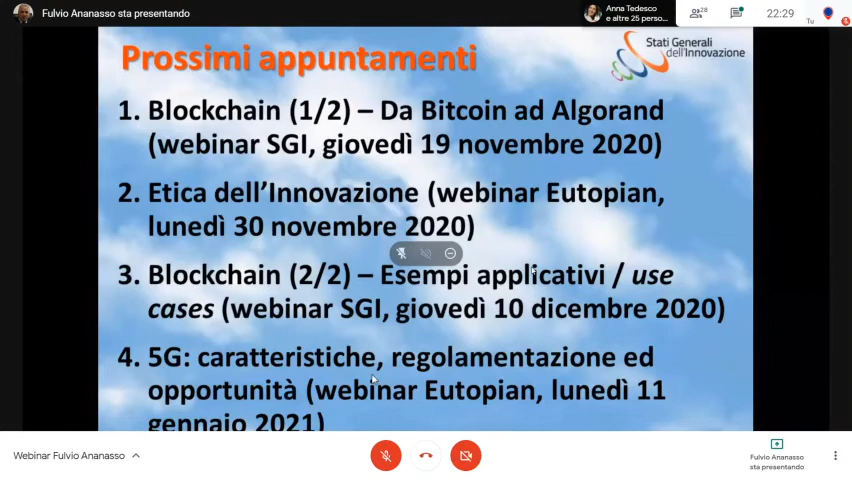 Fulvio Ananasso sta presentando
Anna Tedesco
e altre 25 perso...
28
22:29
Tu
Prossimi appuntamenti
Stati Generali
dell'Innovazione
1. Blockchain (1/2) – Da Bitcoin ad Algorand
(webinar SGI, giovedì 19 novembre 2020)
2. Etica dell'Innovazione (webinar Eutopian,
lunedì 30 novembre 2020)
3. Blockchain (2/2) – Esempi applicativi / use
cases (webinar SGI, giovedì 10 dicembre 2020)
4. 5G: caratteristiche, regolamentazione ed
opportunità (webinar Eutopian, lunedì 11
gennaio 2021)
Webinar Fulvio Ananasso
Fulvio Ananasso
sta presentando